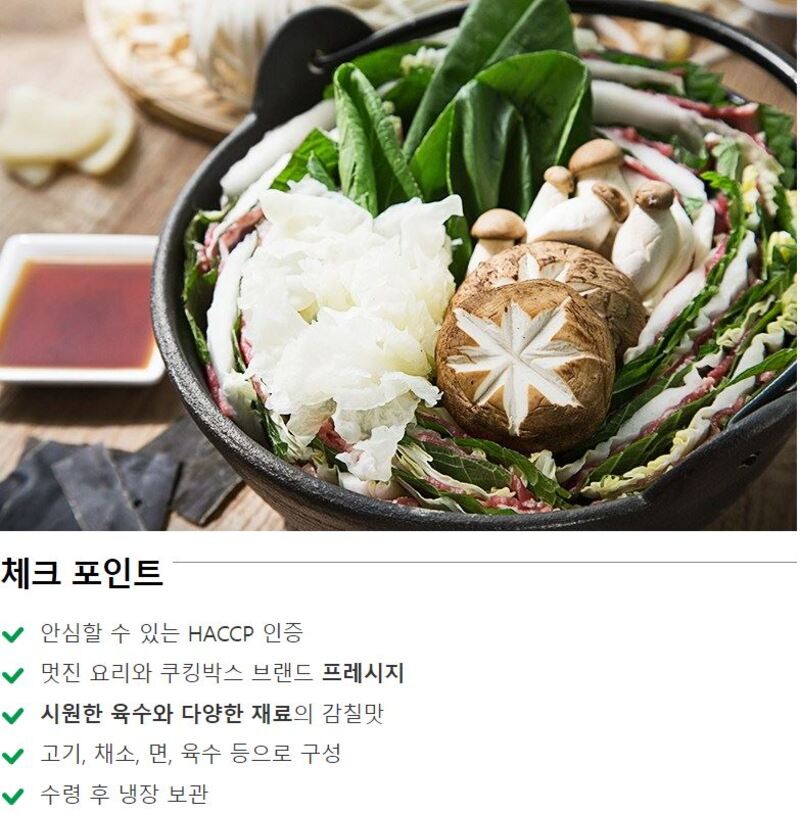 체크 포인트
안심할 수 있는 HACCP 인증
멋진 요리와 쿠킹박스 브랜드 프레시지
시원한 육수와 다양한 재료의 감칠맛
고기, 채소, 면, 육수 등으로 구성
수령 후 냉장 보관